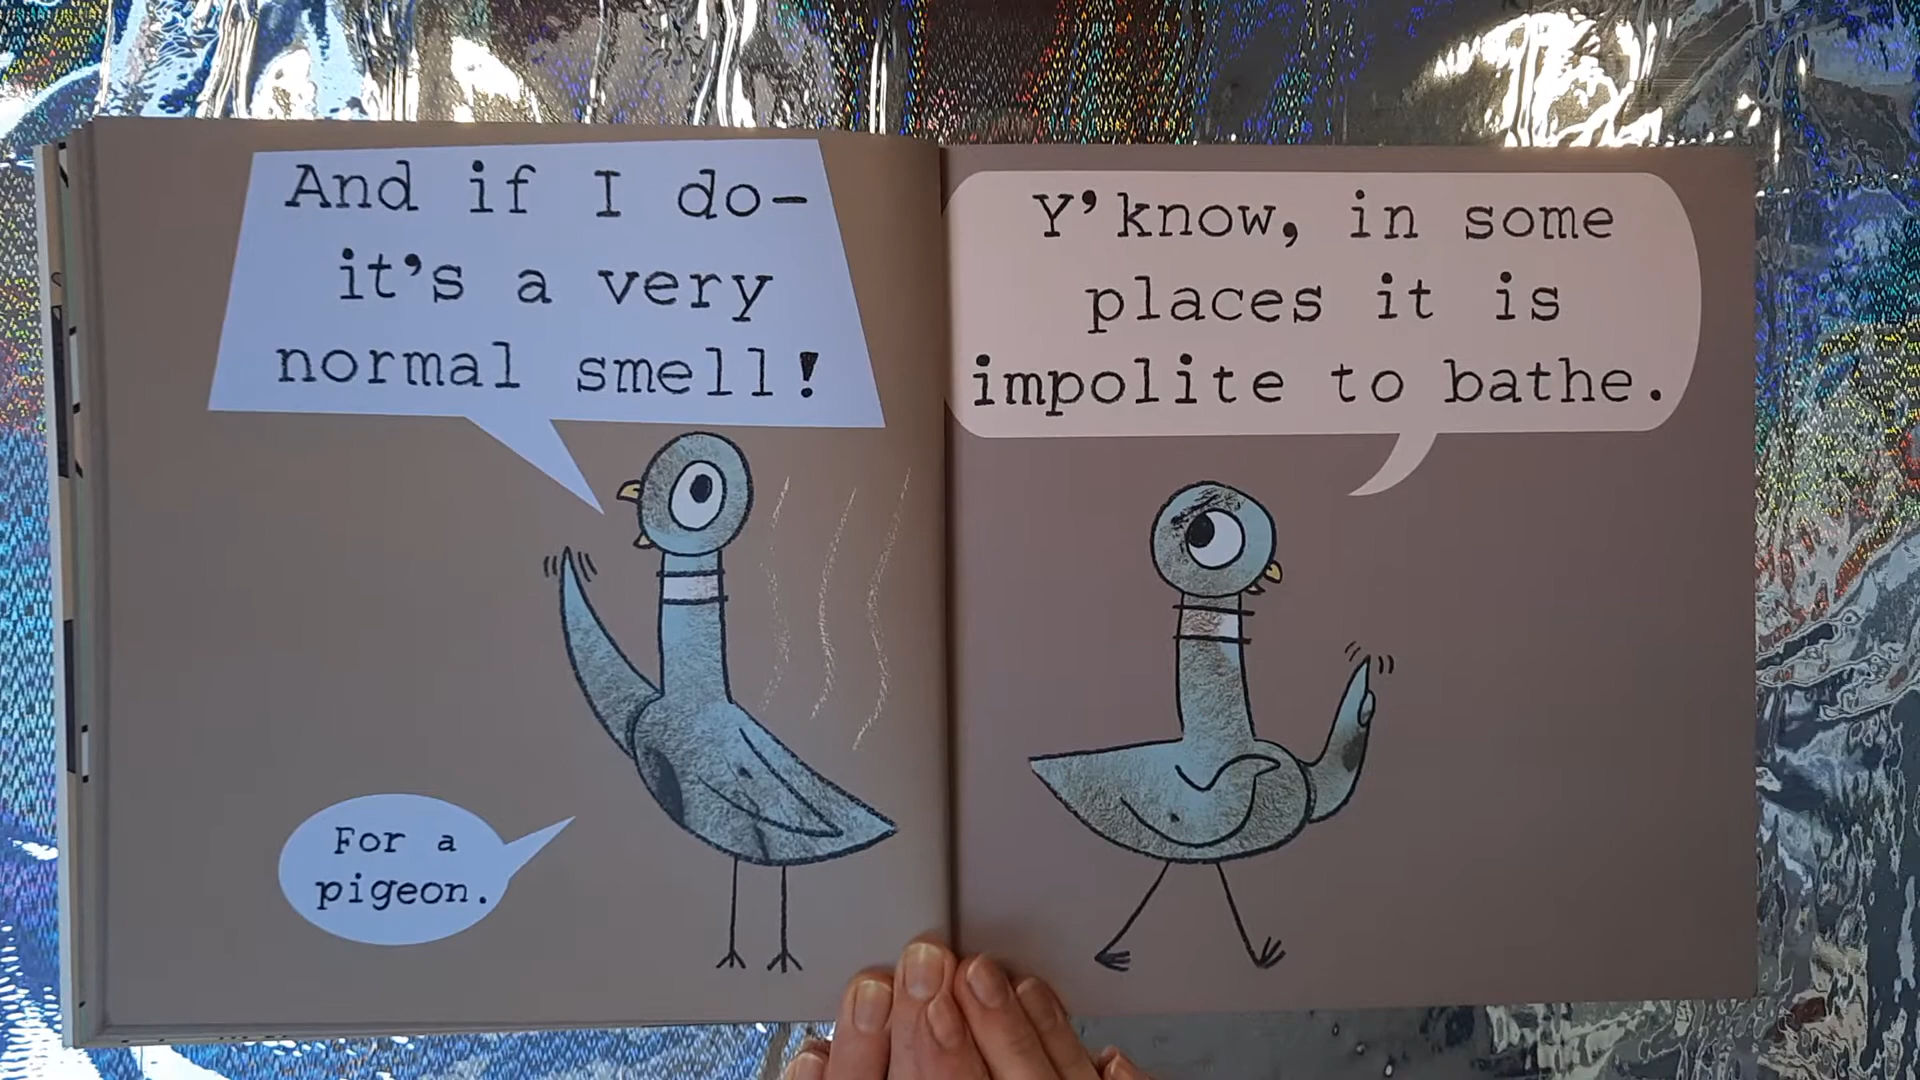 And if I do-
it's a very
normal smell!
For a
pigeon.
Y'know, in some
places it is
impolite to bathe.